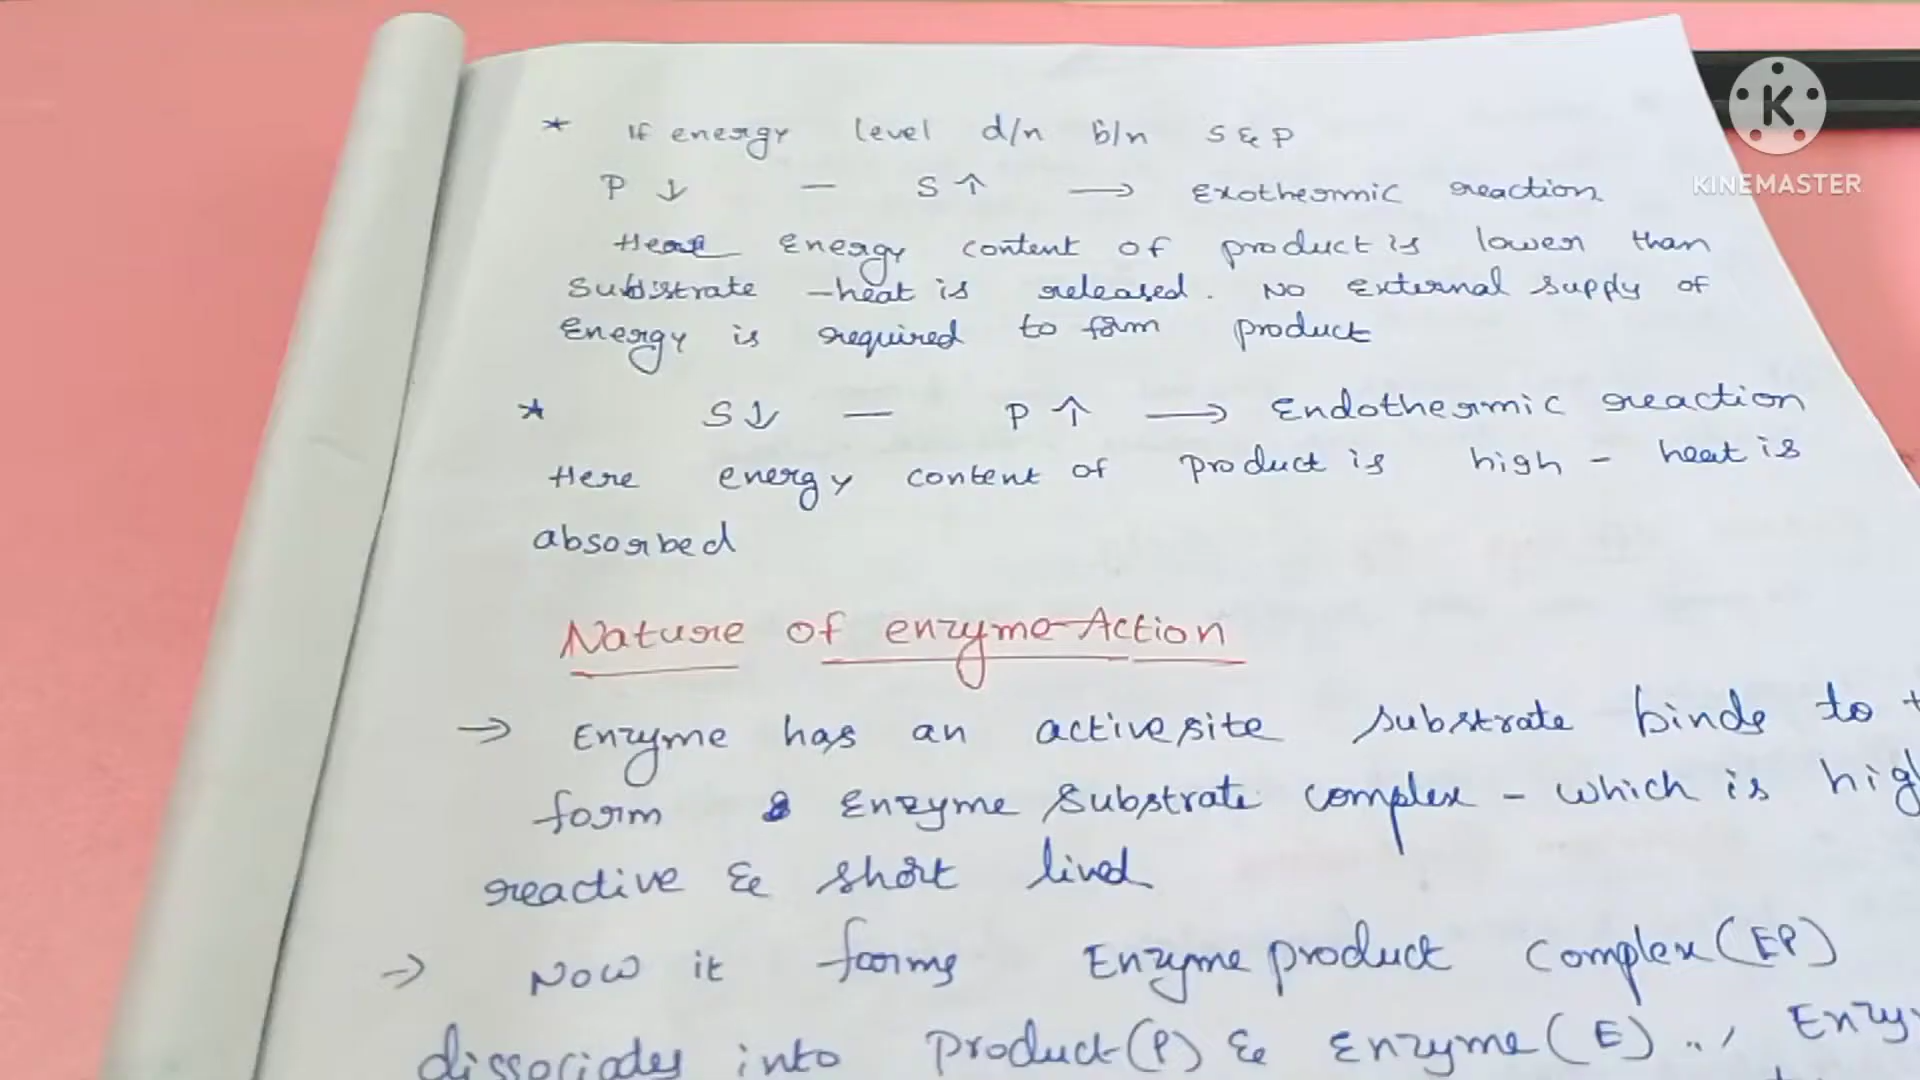 * If energy level d/n b/n S & P
P ↓ — S ↑ → Exothermic reaction
Here Energy content of product is lower than
Substrate - heat is released. No External supply of
Energy is required to form product
* S ↓ — P ↑ → Endothermic reaction
Here energy content of product is high - heat is
absorbed
Nature of enzyme Action
→ Enzyme has an active site substrate binds to
form Enzyme substrate complex - which is
reactive & short lived
→ Now it forms Enzyme product complex (EP)
dissociates into product (P) & Enzyme (E) ..,
K
KINEMASTER